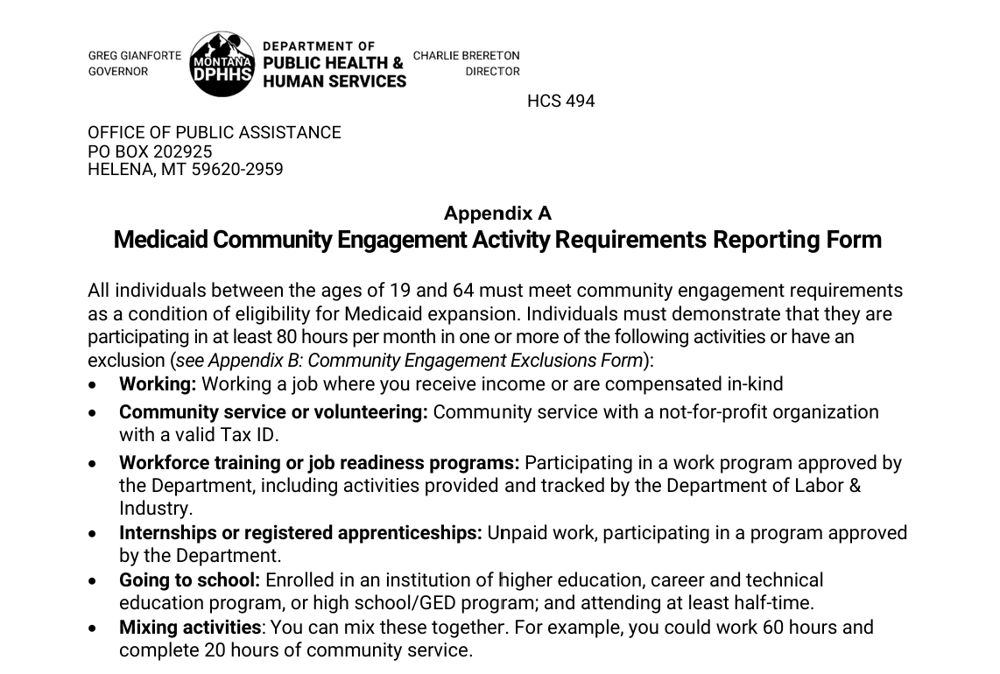 GREG GIANFORTE
GOVERNOR
MONTANA
DPHHS
DEPARTMENT OF
PUBLIC HEALTH &
HUMAN SERVICES
CHARLIE BRERETON
DIRECTOR
HCS 494
OFFICE OF PUBLIC ASSISTANCE
PO BOX 202925
HELENA, MT 59620-2959
Appendix A
Medicaid Community Engagement Activity Requirements Reporting Form
All individuals between the ages of 19 and 64 must meet community engagement requirements
as a condition of eligibility for Medicaid expansion. Individuals must demonstrate that they are
participating in at least 80 hours per month in one or more of the following activities or have an
exclusion (see Appendix B: Community Engagement Exclusions Form):
• Working: Working a job where you receive income or are compensated in-kind
• Community service or volunteering: Community service with a not-for-profit organization
with a valid Tax ID.
• Workforce training or job readiness programs: Participating in a work program approved by
the Department, including activities provided and tracked by the Department of Labor &
Industry.
• Internships or registered apprenticeships: Unpaid work, participating in a program approved
by the Department.
• Going to school: Enrolled in an institution of higher education, career and technical
education program, or high school/GED program; and attending at least half-time.
• Mixing activities: You can mix these together. For example, you could work 60 hours and
complete 20 hours of community service.